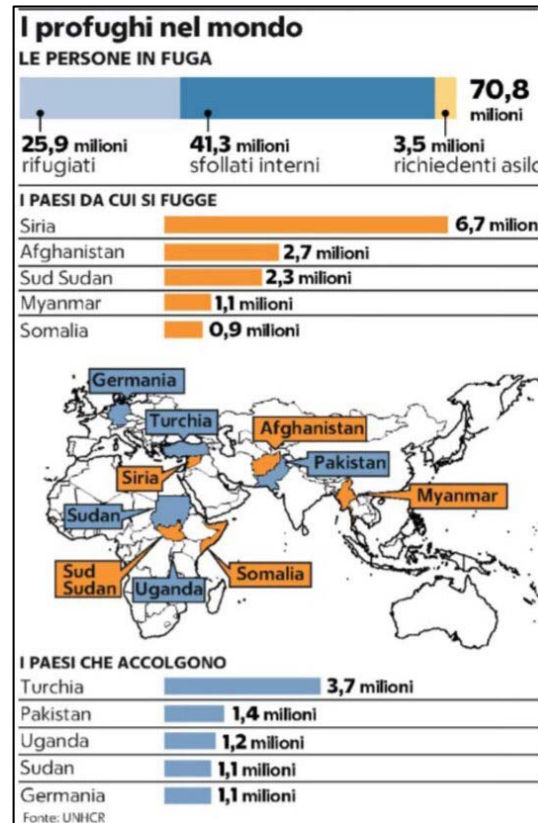 I profughi nel mondo
LE PERSONE IN FUGA
70,8 milioni
25,9 milioni rifugiati
41,3 milioni sfollati interni
3,5 milioni richiedenti asilo
I PAESI DA CUI SI FUGGE
Siria 6,7 milioni
Afghanistan 2,7 milioni
Sud Sudan 2,3 milioni
Myanmar 1,1 milioni
Somalia 0,9 milioni
Germania
Turchia
Afghanistan
Siria
Pakistan
Myanmar
Sudan
Sud Sudan
Uganda
Somalia
I PAESI CHE ACCOLGONO
Turchia 3,7 milioni
Pakistan 1,4 milioni
Uganda 1,2 milioni
Sudan 1,1 milioni
Germania 1,1 milioni
Fonte: UNHCR